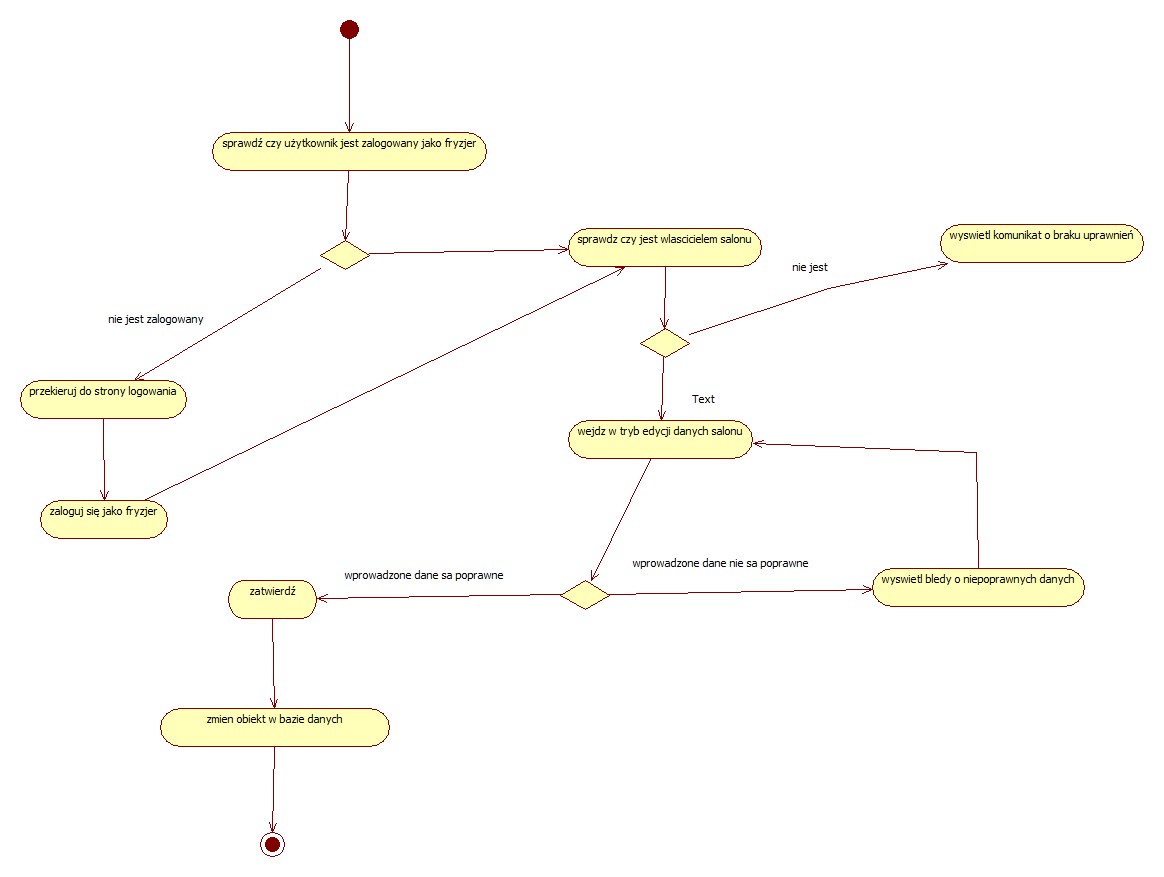 sprawdź czy użytkownik jest zalogowany jako fryzjer
sprawdz czy jest wlascicielem salonu
wyswietl komunikat o braku uprawnień
nie jest
nie jest zalogowany
przekieruj do strony logowania
Text
wejdz w tryb edycji danych salonu
zaloguj się jako fryzjer
wprowadzone dane nie sa poprawne
wprowadzone dane sa poprawne
wyswietl bledy o niepoprawnych danych
zatwierdź
zmien obiekt w bazie danych